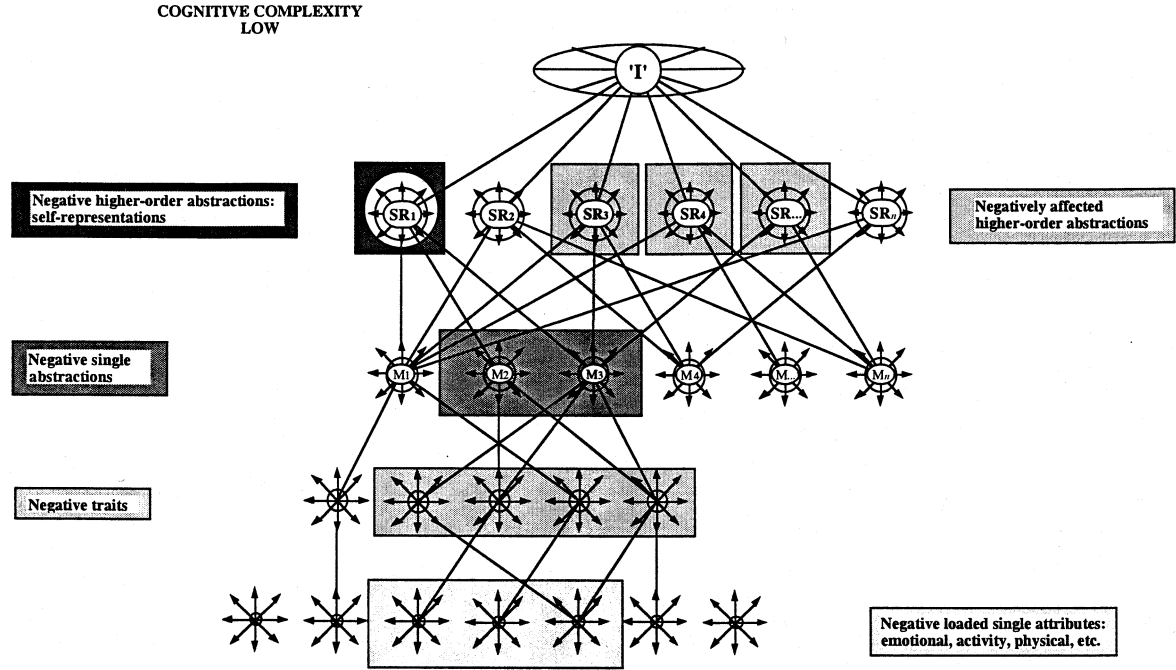 COGNITIVE COMPLEXITY
LOW
'I'
Negative higher-order abstractions:
self-representations
SR1 SR2 SR3 SR4 SR... SRn
Negatively affected
higher-order abstractions
Negative single
abstractions
M1 M2 M3 M4 M... Mn
Negative traits
Negative loaded single attributes:
emotional, activity, physical, etc.